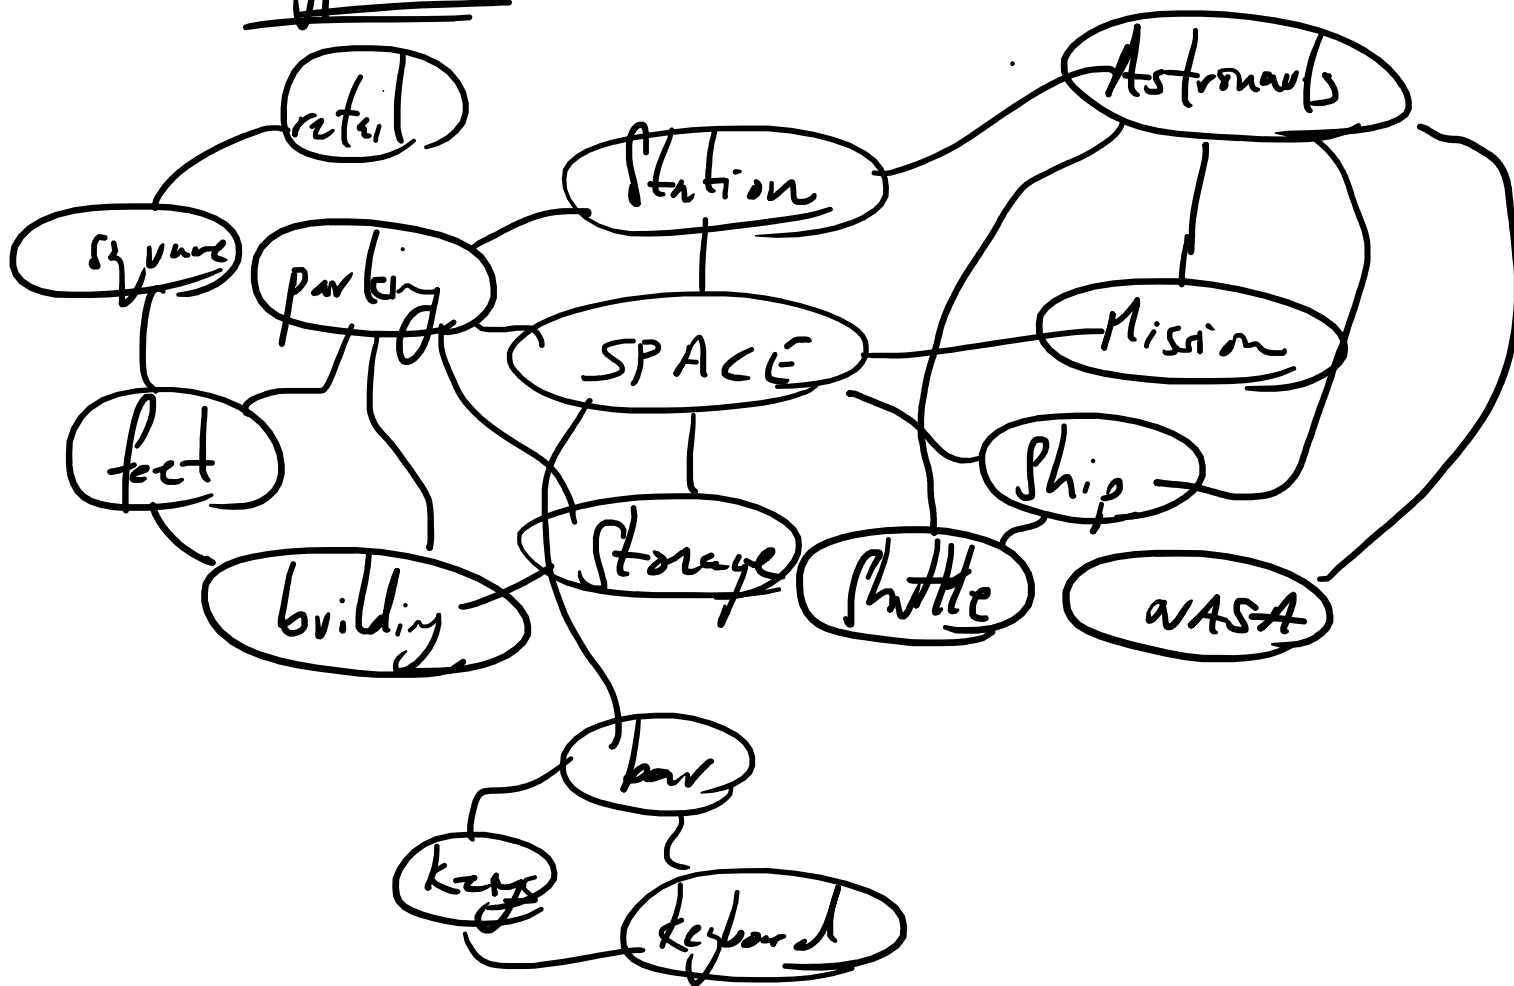 retail
Astronauts
Station
square
parking
SPACE
Mission
feet
Ship
Storage
Shuttle
NASA
building
bar
keys
keyboard